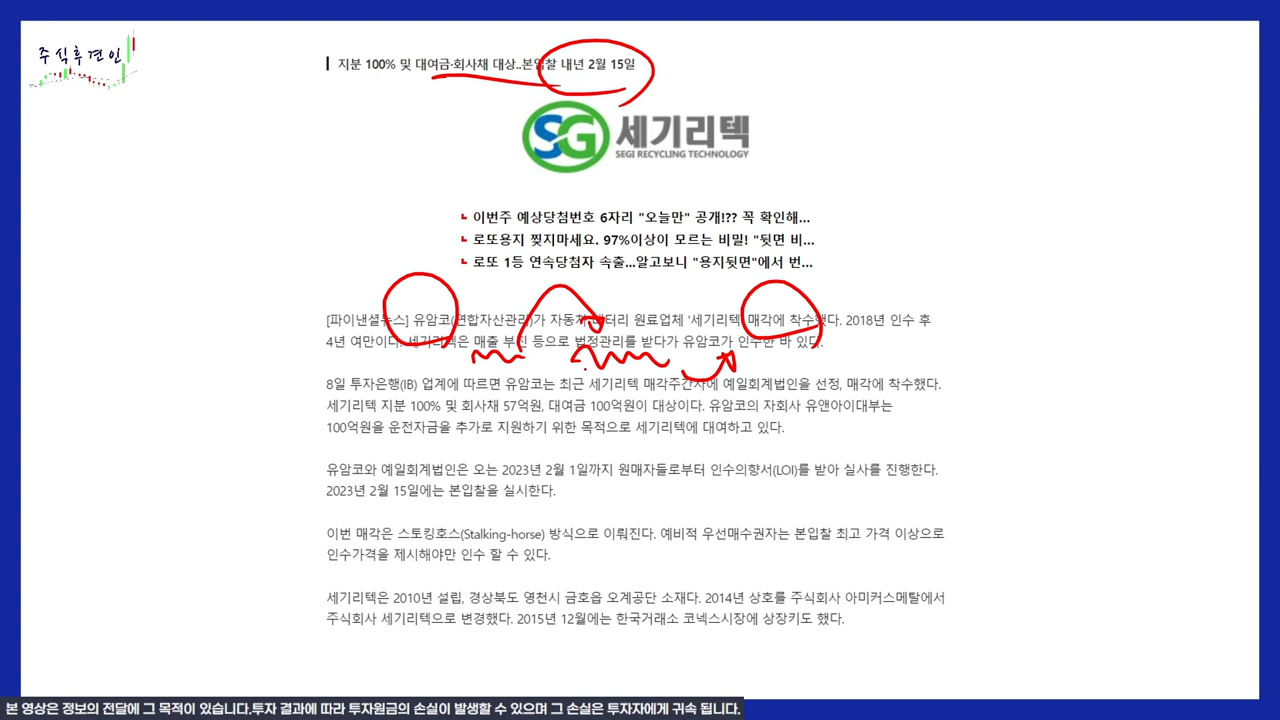 주식후견인
지분 100% 및 대여금·회사채 대상..본입찰 내년 2월 15일
SG 세기리텍
SEGI RECYCLING TECHNOLOGY
이번주 예상당첨번호 6자리 "오늘만" 공개!?? 꼭 확인해...
로또용지 찢지마세요. 97%이상이 모르는 비밀! "뒷면 비...
로또 1등 연속당첨자 속출...알고보니 "용지뒷면"에서 번...
[파이낸셜뉴스] 유암코(연합자산관리)가 자동차 배터리 원료업체 '세기리텍' 매각에 착수했다. 2018년 인수 후
4년 여만이다. 세기리텍은 매출 부진 등으로 법정관리를 받다가 유암코가 인수한 바 있다.
8일 투자은행(IB) 업계에 따르면 유암코는 최근 세기리텍 매각주간사에 예일회계법인을 선정, 매각에 착수했다.
세기리텍 지분 100% 및 회사채 57억원, 대여금 100억원이 대상이다. 유암코의 자회사 유앤아이대부는
100억원을 운전자금을 추가로 지원하기 위한 목적으로 세기리텍에 대여하고 있다.
유암코와 예일회계법인은 오는 2023년 2월 1일까지 원매자들로부터 인수의향서(LOI)를 받아 실사를 진행한다.
2023년 2월 15일에는 본입찰을 실시한다.
이번 매각은 스토킹호스(Stalking-horse) 방식으로 이뤄진다. 예비적 우선매수권자는 본입찰 최고 가격 이상으로
인수가격을 제시해야만 인수 할 수 있다.
세기리텍은 2010년 설립, 경상북도 영천시 금호읍 오계공단 소재다. 2014년 상호를 주식회사 아미커스메탈에서
주식회사 세기리텍으로 변경했다. 2015년 12월에는 한국거래소 코넥스시장에 상장키도 했다.
본 영상은 정보의 전달에 그 목적이 있습니다.투자 결과에 따라 투자원금의 손실이 발생할 수 있으며 그 손실은 투자자에게 귀속 됩니다.